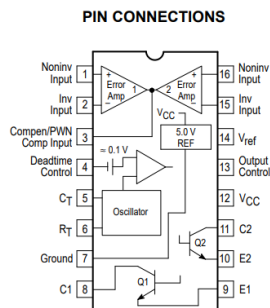 PIN CONNECTIONS
Noninv
Input
1
+
Error
Amp
1
2
Error
Amp
+
16
Noninv
Input
Inv
Input
2
–
–
15
Inv
Input
Compen/PWN
Comp Input
3
VCC
5.0 V
REF
14
Vref
Deadtime
Control
4
≈ 0.1 V
13
Output
Control
CT
5
Oscillator
12
VCC
RT
6
Q2
11
C2
Ground
7
10
E2
C1
8
Q1
9
E1